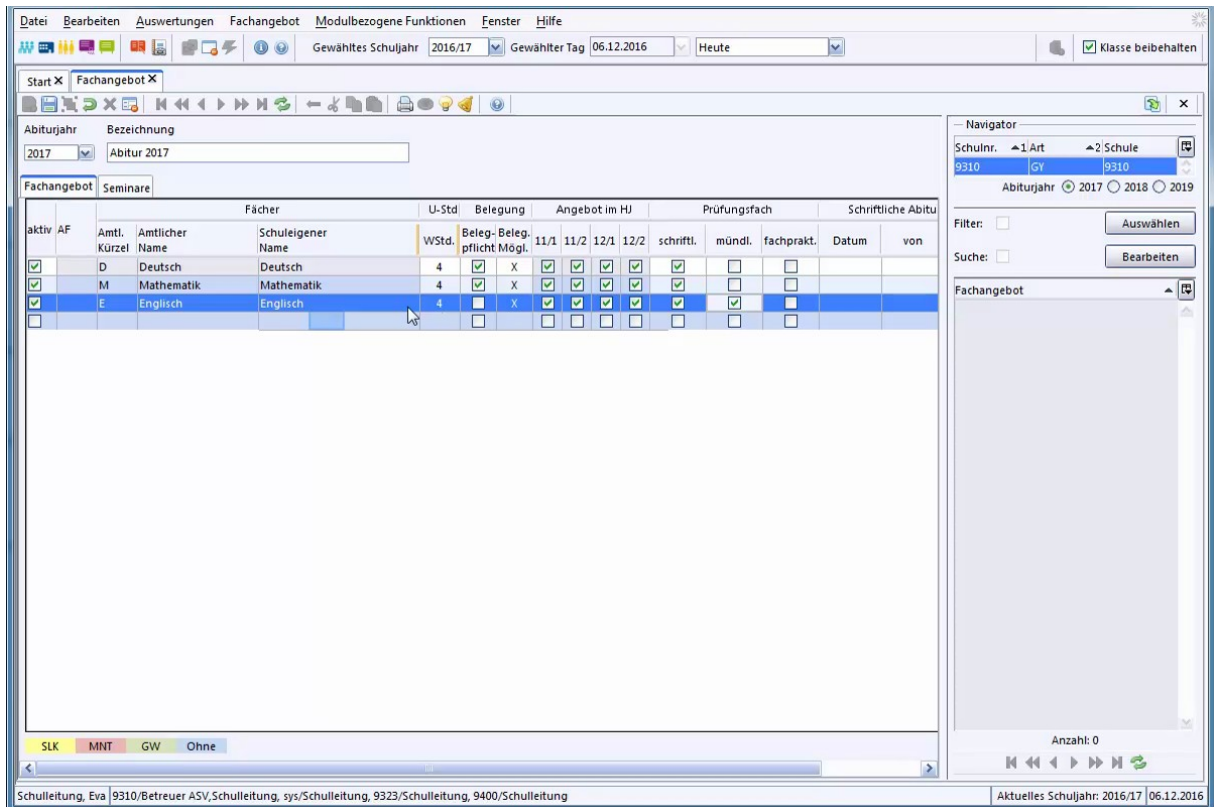 Datei Bearbeiten Auswertungen Fachangebot Modulbezogene Funktionen Fenster Hilfe
Gewähltes Schuljahr 2016/17 Gewählter Tag 06.12.2016 Heute Klasse beibehalten
Start Fachangebot
Abiturjahr Bezeichnung
2017 Abitur 2017
Fachangebot Seminare
Fächer U-Std Belegung Angebot im HJ Prüfungsfach Schriftliche Abitu
aktiv AF Amtl. Kürzel Amtlicher Name Schuleigener Name WStd. Beleg-pflicht Beleg. Mögl. 11/1 11/2 12/1 12/2 schriftl. mündl. fachprakt. Datum von
D Deutsch Deutsch 4 X
M Mathematik Mathematik 4 X
E Englisch Englisch 4 X
SLK MNT GW Ohne
Navigator
Schulnr. 1 Art 2 Schule
9310 GY 9310
Abiturjahr 2017 2018 2019
Filter: Auswählen
Suche: Bearbeiten
Fachangebot
Anzahl: 0
Schulleitung, Eva 9310/Betreuer ASV,Schulleitung, sys/Schulleitung, 9323/Schulleitung, 9400/Schulleitung Aktuelles Schuljahr: 2016/17 06.12.2016